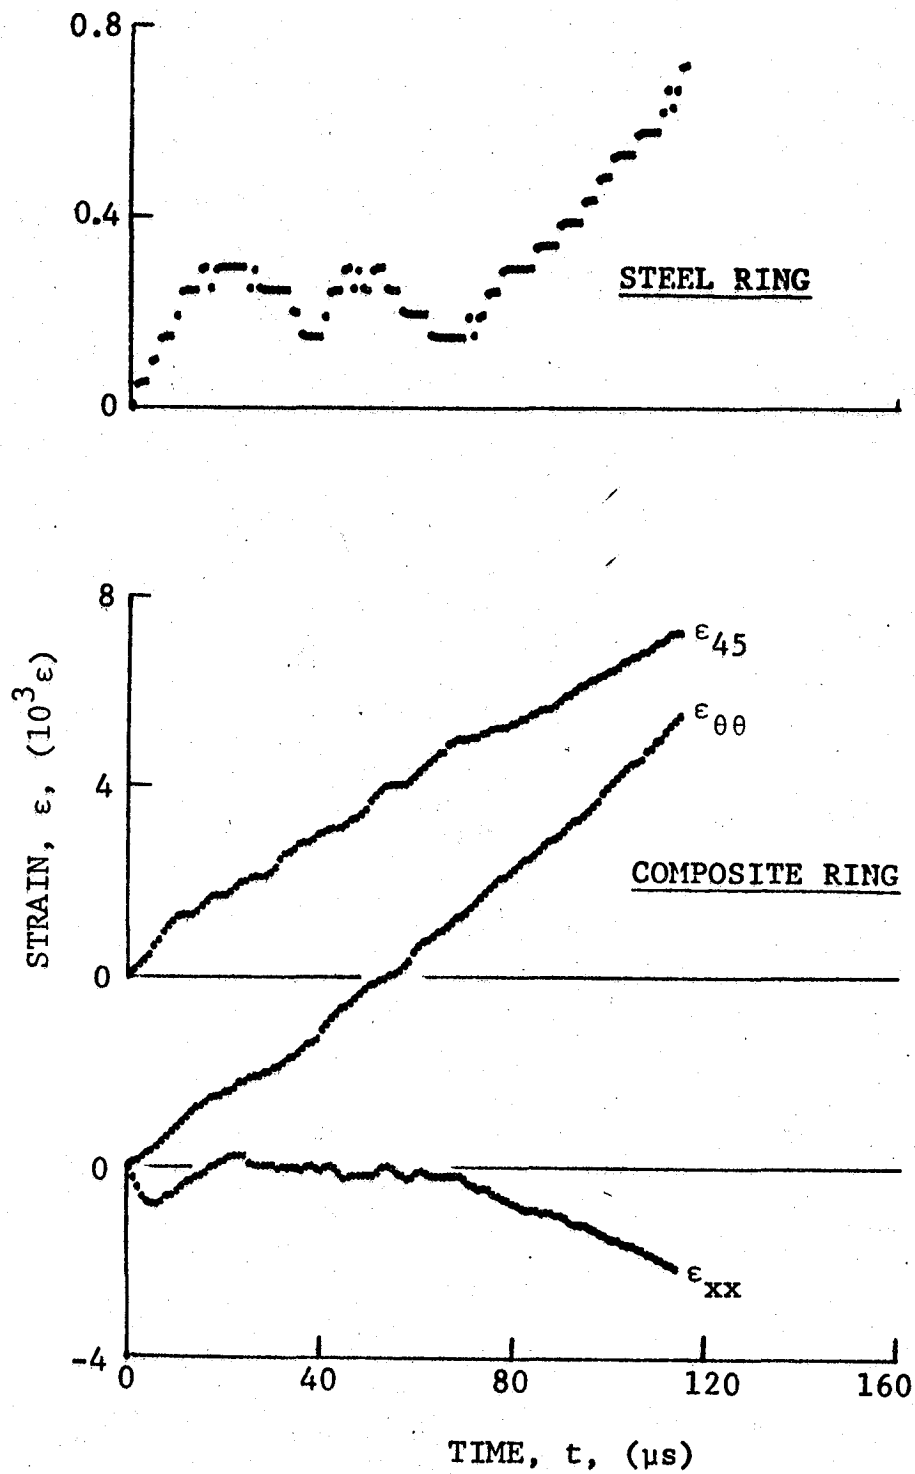 0.8
0.4
0
STEEL RING
8
4
0
0
-4
STRAIN, ε, (10³ε)
ε45
εθθ
COMPOSITE RING
εxx
0
40
80
120
160
TIME, t, (μs)